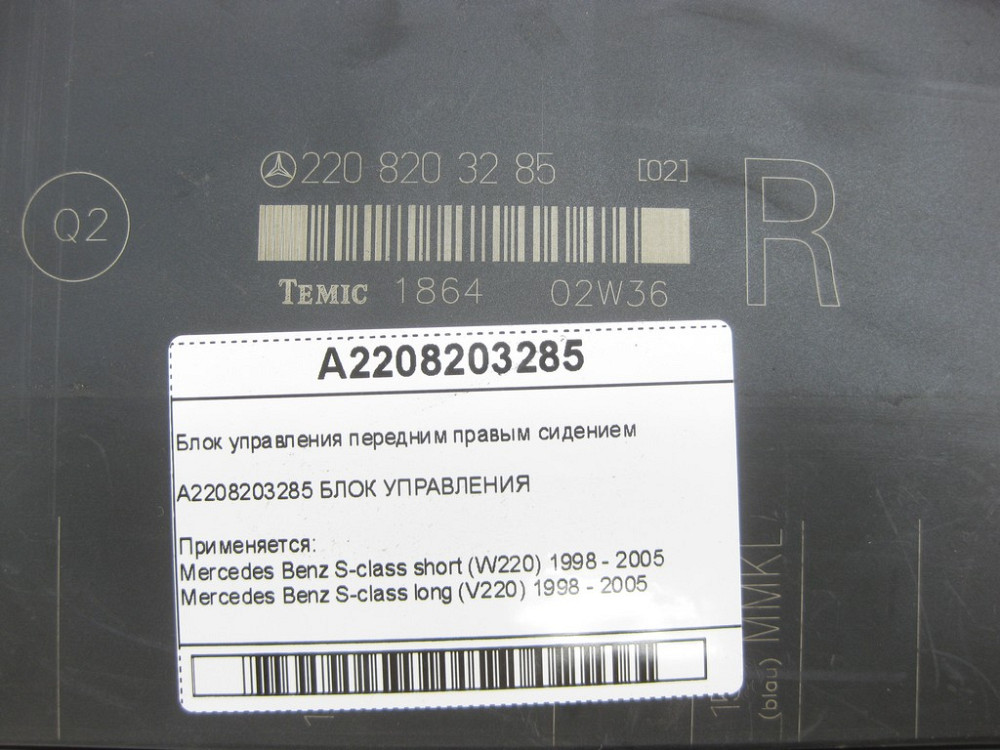 220 820 32 85 [02]
R
Q2
TEMIC 1864 02W36
A2208203285
Блок управления передним правым сидением
A2208203285 БЛОК УПРАВЛЕНИЯ
Применяется:
Mercedes Benz S-class short (W220) 1998 - 2005
Mercedes Benz S-class long (V220) 1998 - 2005
(blau) MMKL